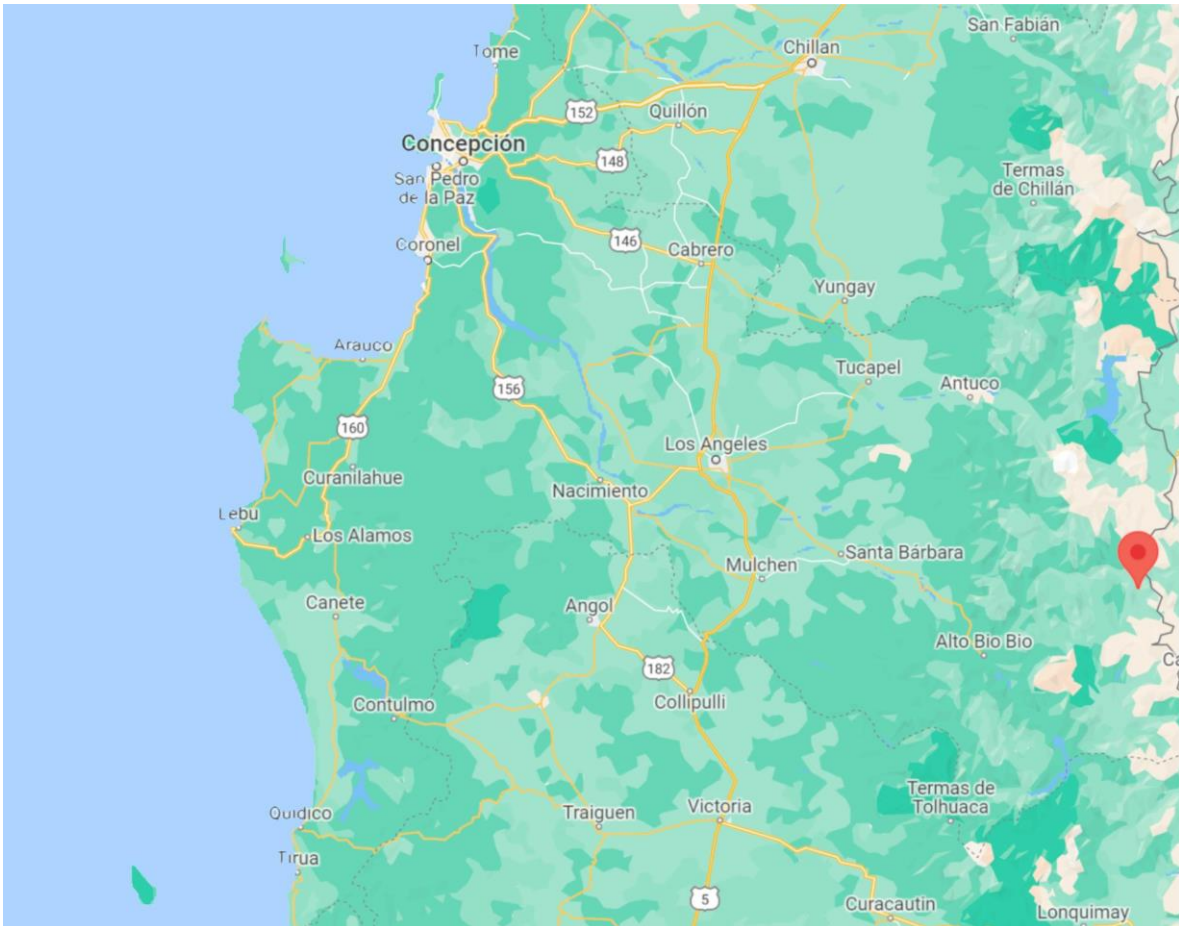 San Fabián
Tome
Chillan
152
Quillón
Concepción
148
San Pedro
de la Paz
Termas
de Chillán
146
Coronel
Cabrero
Yungay
Arauco
Tucapel
156
Antuco
160
Los Angeles
Curanilahue
Nacimiento
Lebu
Los Alamos
Santa Bárbara
Mulchen
Canete
Angol
Alto Bio Bio
182
Ca
Contulmo
Collipulli
Termas de
Tolhuaca
Quidico
Traiguen
Victoria
Tirua
5
Curacautin
Lonquimay